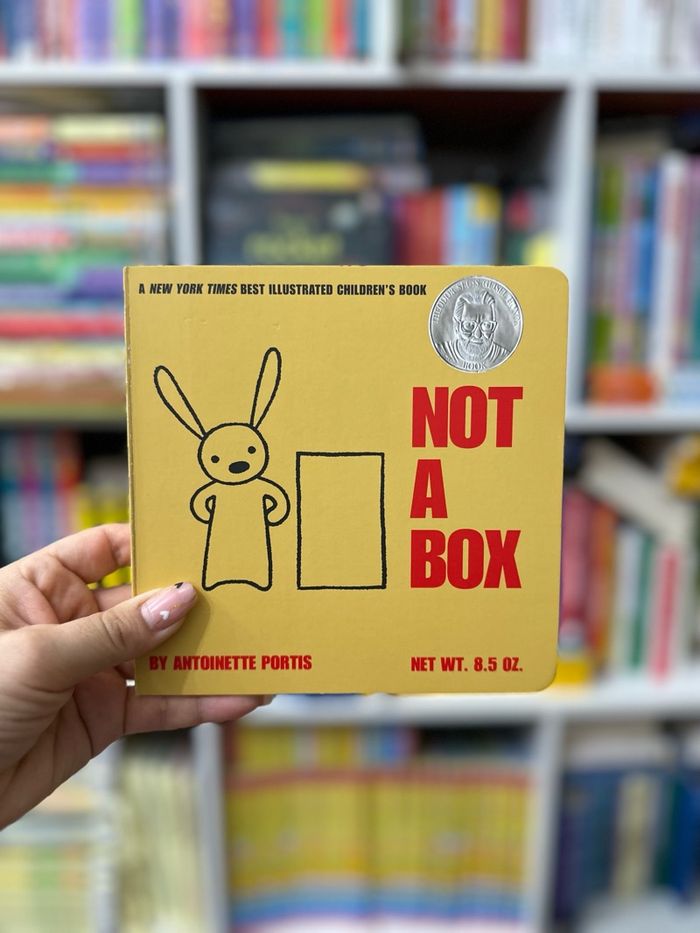 A NEW YORK TIMES BEST ILLUSTRATED CHILDREN'S BOOK
NOT
A
BOX
BY ANTOINETTE PORTIS
NET WT. 8.5 OZ.